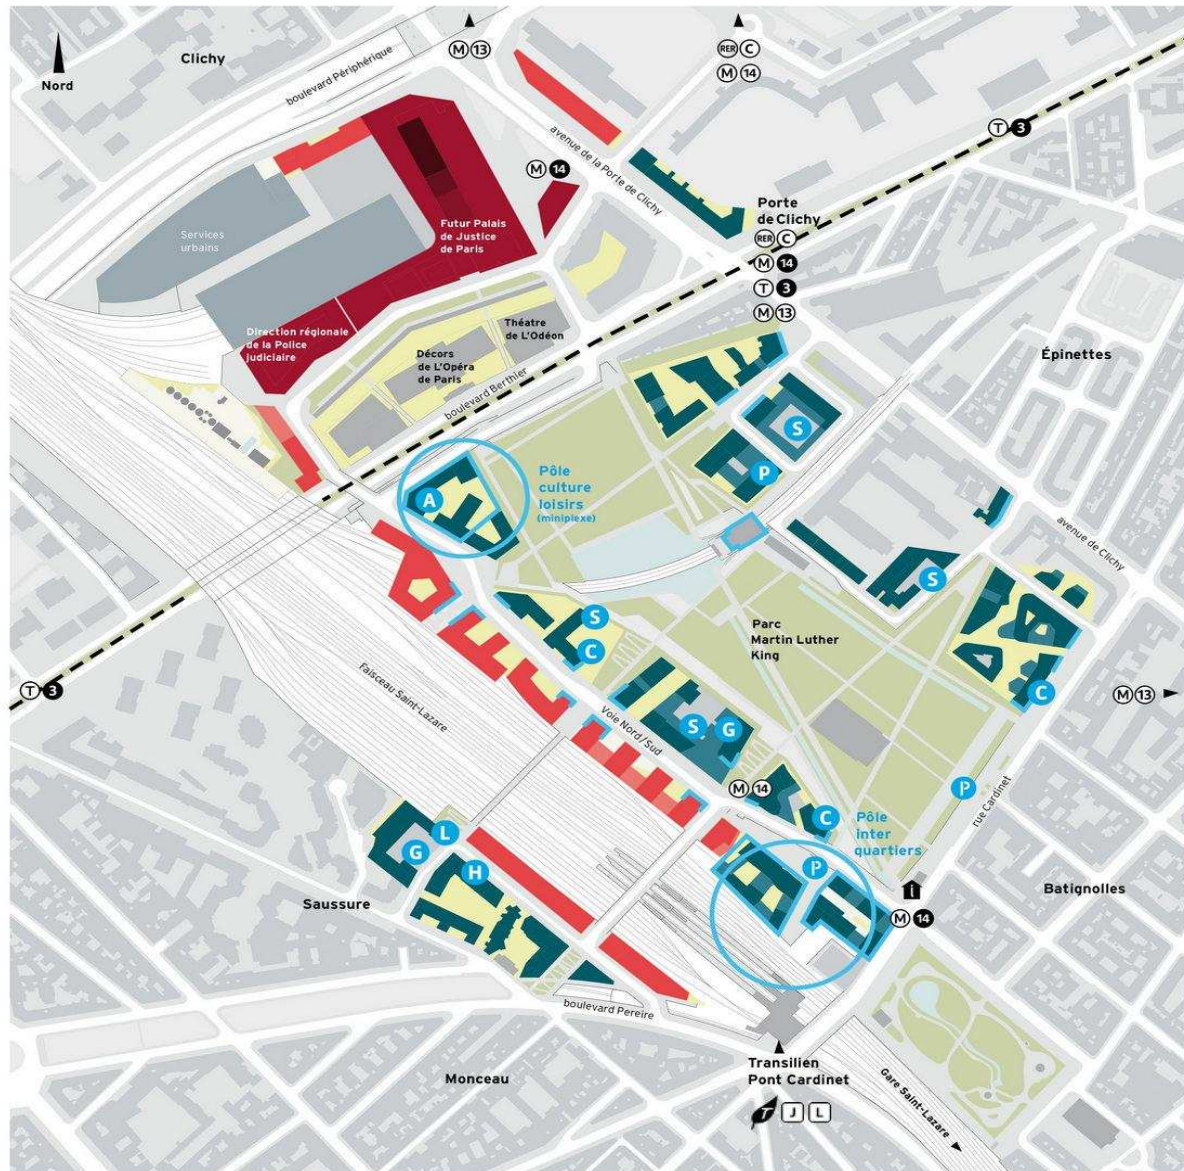 Clichy
Nord
boulevard Périphérique
M 13
RER C
M 14
T 3
avenue de la Porte de Clichy
M 14
Services
urbains
Futur Palais
de Justice
de Paris
Porte
de Clichy
RER C
M 14
T 3
M 13
Direction régionale
de la Police
judiciaire
Théatre
de L'Odéon
Décors
de L'Opéra
de Paris
boulevard Berthier
Épinettes
S
P
A
Pôle
culture
loisirs
(miniplexe)
avenue de Clichy
S
S
C
Parc
Martin Luther
King
C
T 3
M 13
Faisceau Saint-Lazare
Voie Nord/Sud
S
G
M 14
P
rue Cardinet
C
Pôle
inter
quartiers
L
G
H
P
i
Saussure
Batignolles
M 14
boulevard Pereire
Monceau
Transilien
Pont Cardinet
T J L
Gare Saint-Lazare